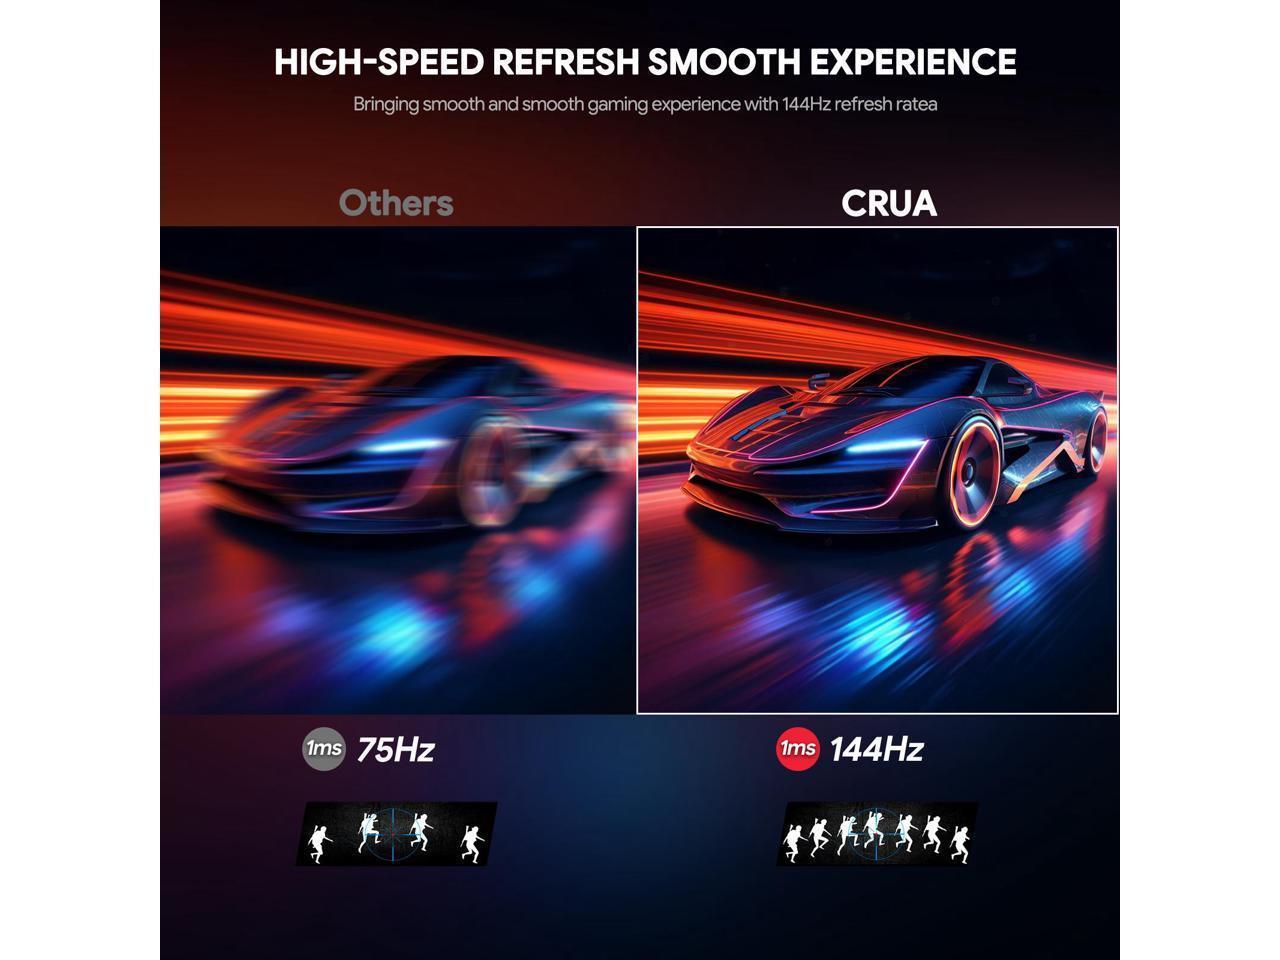 HIGH-SPEED REFRESH SMOOTH EXPERIENCE
Bringing smooth and smooth gaming experience with 144Hz refresh ratea
Others
CRUA
1ms 75Hz
1ms 144Hz